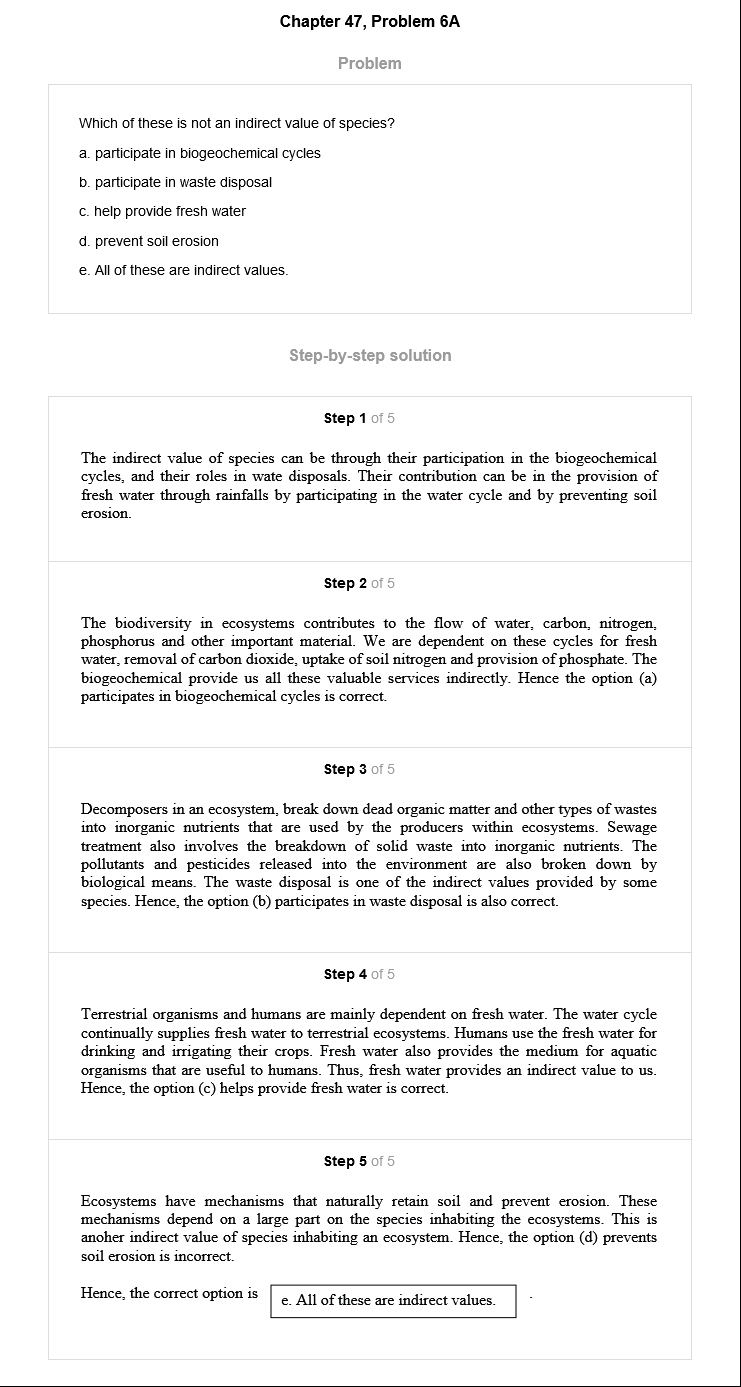 Chapter 47, Problem 6A
Problem
Which of these is not an indirect value of species?
a. participate in biogeochemical cycles
b. participate in waste disposal
c. help provide fresh water
d. prevent soil erosion
e. All of these are indirect values.
Step-by-step solution
Step 1 of 5
The indirect value of species can be through their participation in the biogeochemical
cycles, and their roles in wate disposals. Their contribution can be in the provision of
fresh water through rainfalls by participating in the water cycle and by preventing soil
erosion.
Step 2 of 5
The biodiversity in ecosystems contributes to the flow of water, carbon, nitrogen,
phosphorus and other important material. We are dependent on these cycles for fresh
water, removal of carbon dioxide, uptake of soil nitrogen and provision of phosphate. The
biogeochemical provide us all these valuable services indirectly. Hence the option (a)
participates in biogeochemical cycles is correct.
Step 3 of 5
Decomposers in an ecosystem, break down dead organic matter and other types of wastes
into inorganic nutrients that are used by the producers within ecosystems. Sewage
treatment also involves the breakdown of solid waste into inorganic nutrients. The
pollutants and pesticides released into the environment are also broken down by
biological means. The waste disposal is one of the indirect values provided by some
species. Hence, the option (b) participates in waste disposal is also correct.
Step 4 of 5
Terrestrial organisms and humans are mainly dependent on fresh water. The water cycle
continually supplies fresh water to terrestrial ecosystems. Humans use the fresh water for
drinking and irrigating their crops. Fresh water also provides the medium for aquatic
organisms that are useful to humans. Thus, fresh water provides an indirect value to us.
Hence, the option (c) helps provide fresh water is correct.
Step 5 of 5
Ecosystems have mechanisms that naturally retain soil and prevent erosion. These
mechanisms depend on a large part on the species inhabiting the ecosystems. This is
anoher indirect value of species inhabiting an ecosystem. Hence, the option (d) prevents
soil erosion is incorrect.
Hence, the correct option is e. All of these are indirect values. .